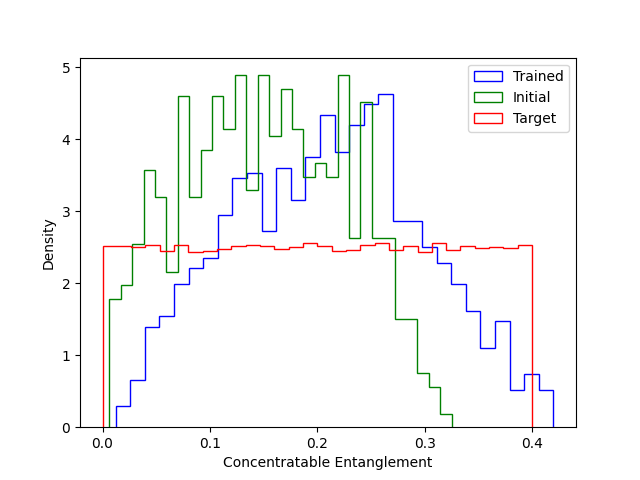 Trained
Initial
Target
5
4
3
2
1
0
Density
0.0
0.1
0.2
0.3
0.4
Concentratable Entanglement